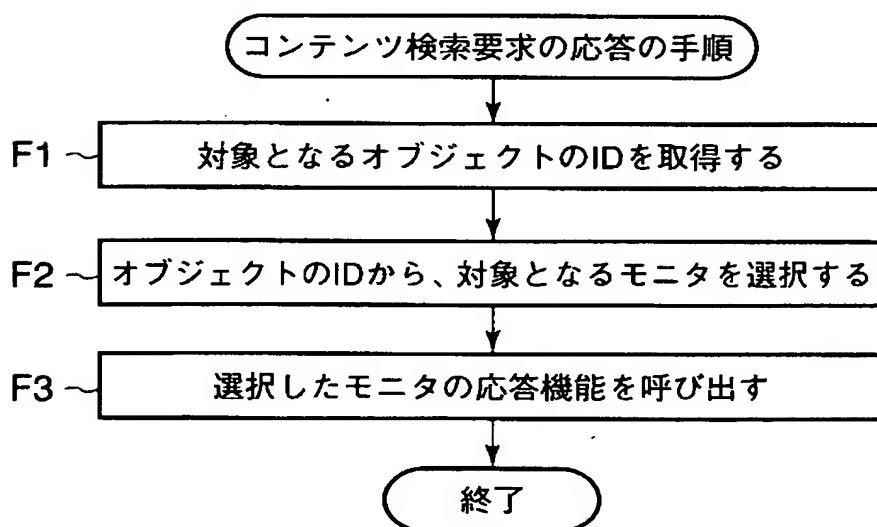 コンテンツ検索要求の応答の手順
F1 対象となるオブジェクトのIDを取得する
F2 オブジェクトのIDから、対象となるモニタを選択する
F3 選択したモニタの応答機能を呼び出す
終了